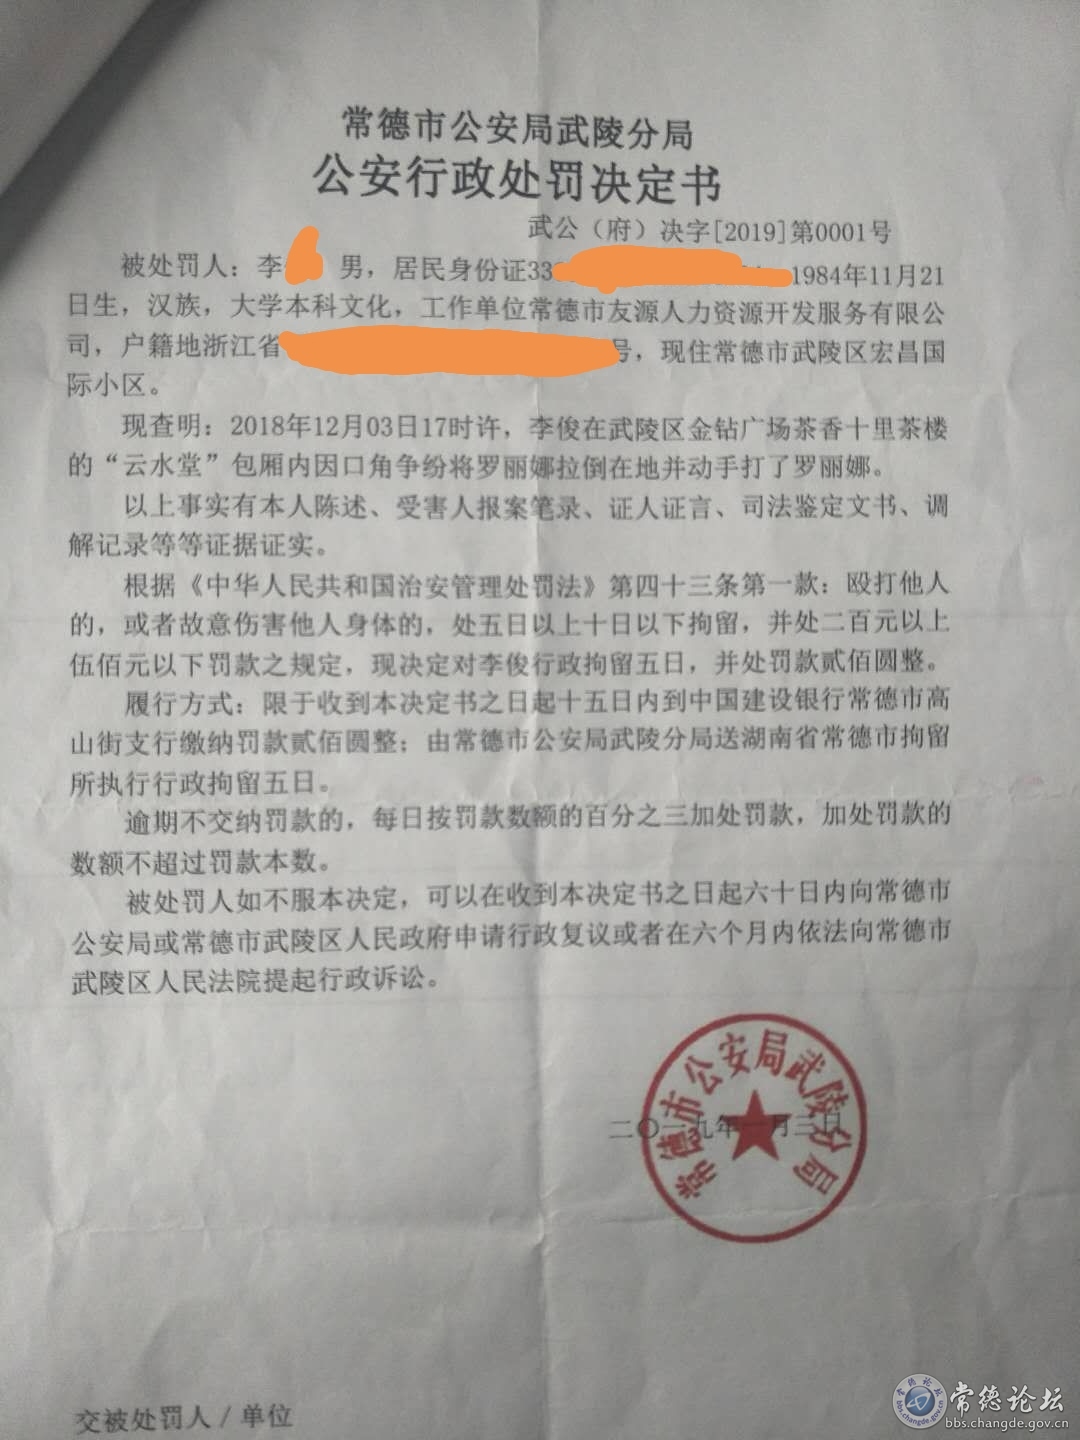 常德市公安局武陵分局
公安行政处罚决定书
武公（府）决字[2019]第0001号
被处罚人：李 男，居民身份证33 1984年11月21
日生，汉族，大学本科文化，工作单位常德市友源人力资源开发服务有限公
司，户籍地浙江省 号，现住常德市武陵区宏昌国
际小区。
现查明：2018年12月03日17时许，李俊在武陵区金钻广场茶香十里茶楼
的“云水堂”包厢内因口角争纷将罗丽娜拉倒在地并动手打了罗丽娜。
以上事实有本人陈述、受害人报案笔录、证人证言、司法鉴定文书、调
解记录等等证据证实。
根据《中华人民共和国治安管理处罚法》第四十三条第一款：殴打他人
的，或者故意伤害他人身体的，处五日以上十日以下拘留，并处二百元以上
伍佰元以下罚款之规定，现决定对李俊行政拘留五日，并处罚款贰佰圆整。
履行方式：限于收到本决定书之日起十五日内到中国建设银行常德市高
山街支行缴纳罚款贰佰圆整；由常德市公安局武陵分局送湖南省常德市拘留
所执行行政拘留五日。
逾期不交纳罚款的，每日按罚款数额的百分之三加处罚款，加处罚款的
数额不超过罚款本数。
被处罚人如不服本决定，可以在收到本决定书之日起六十日内向常德市
公安局或常德市武陵区人民政府申请行政复议或者在六个月内依法向常德市
武陵区人民法院提起行政诉讼。
常德市公安局武陵分局
二〇一九年一月三日
交被处罚人／单位
常德论坛
bbs.changde.gov.cn